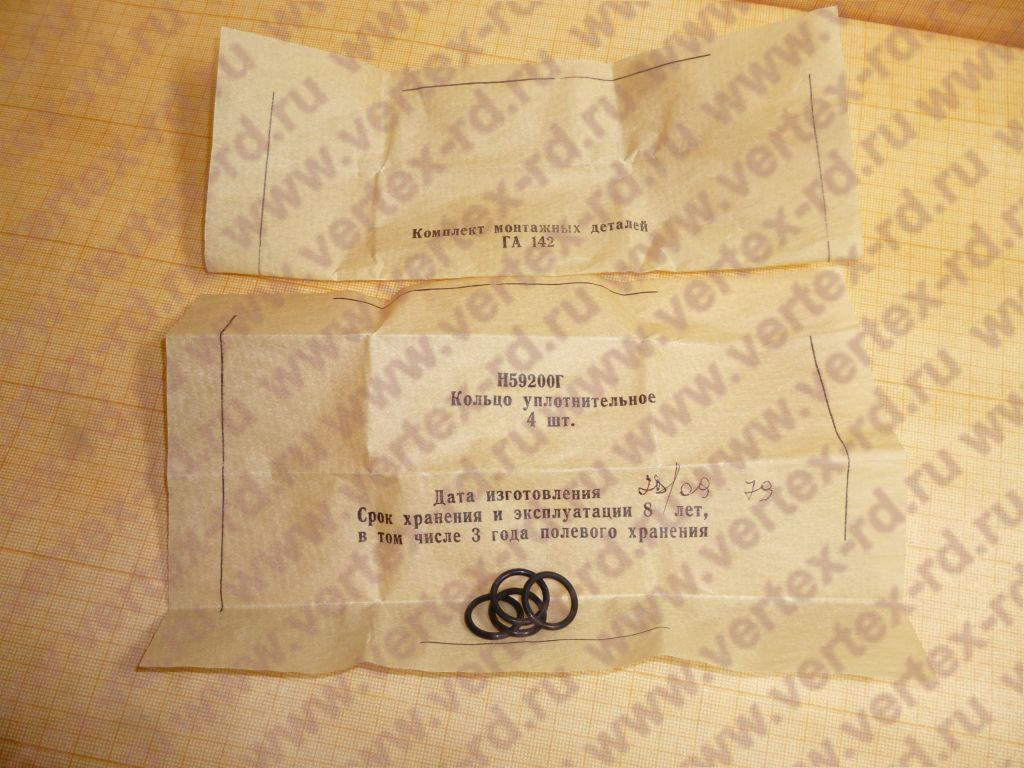 Комплект монтажных деталей
ГА 142
Н59200Г
Кольцо уплотнительное
4 шт.
Дата изготовления 28/09 79
Срок хранения и эксплуатации 8 лет,
в том числе 3 года полевого хранения
www.vertex-rd.ru